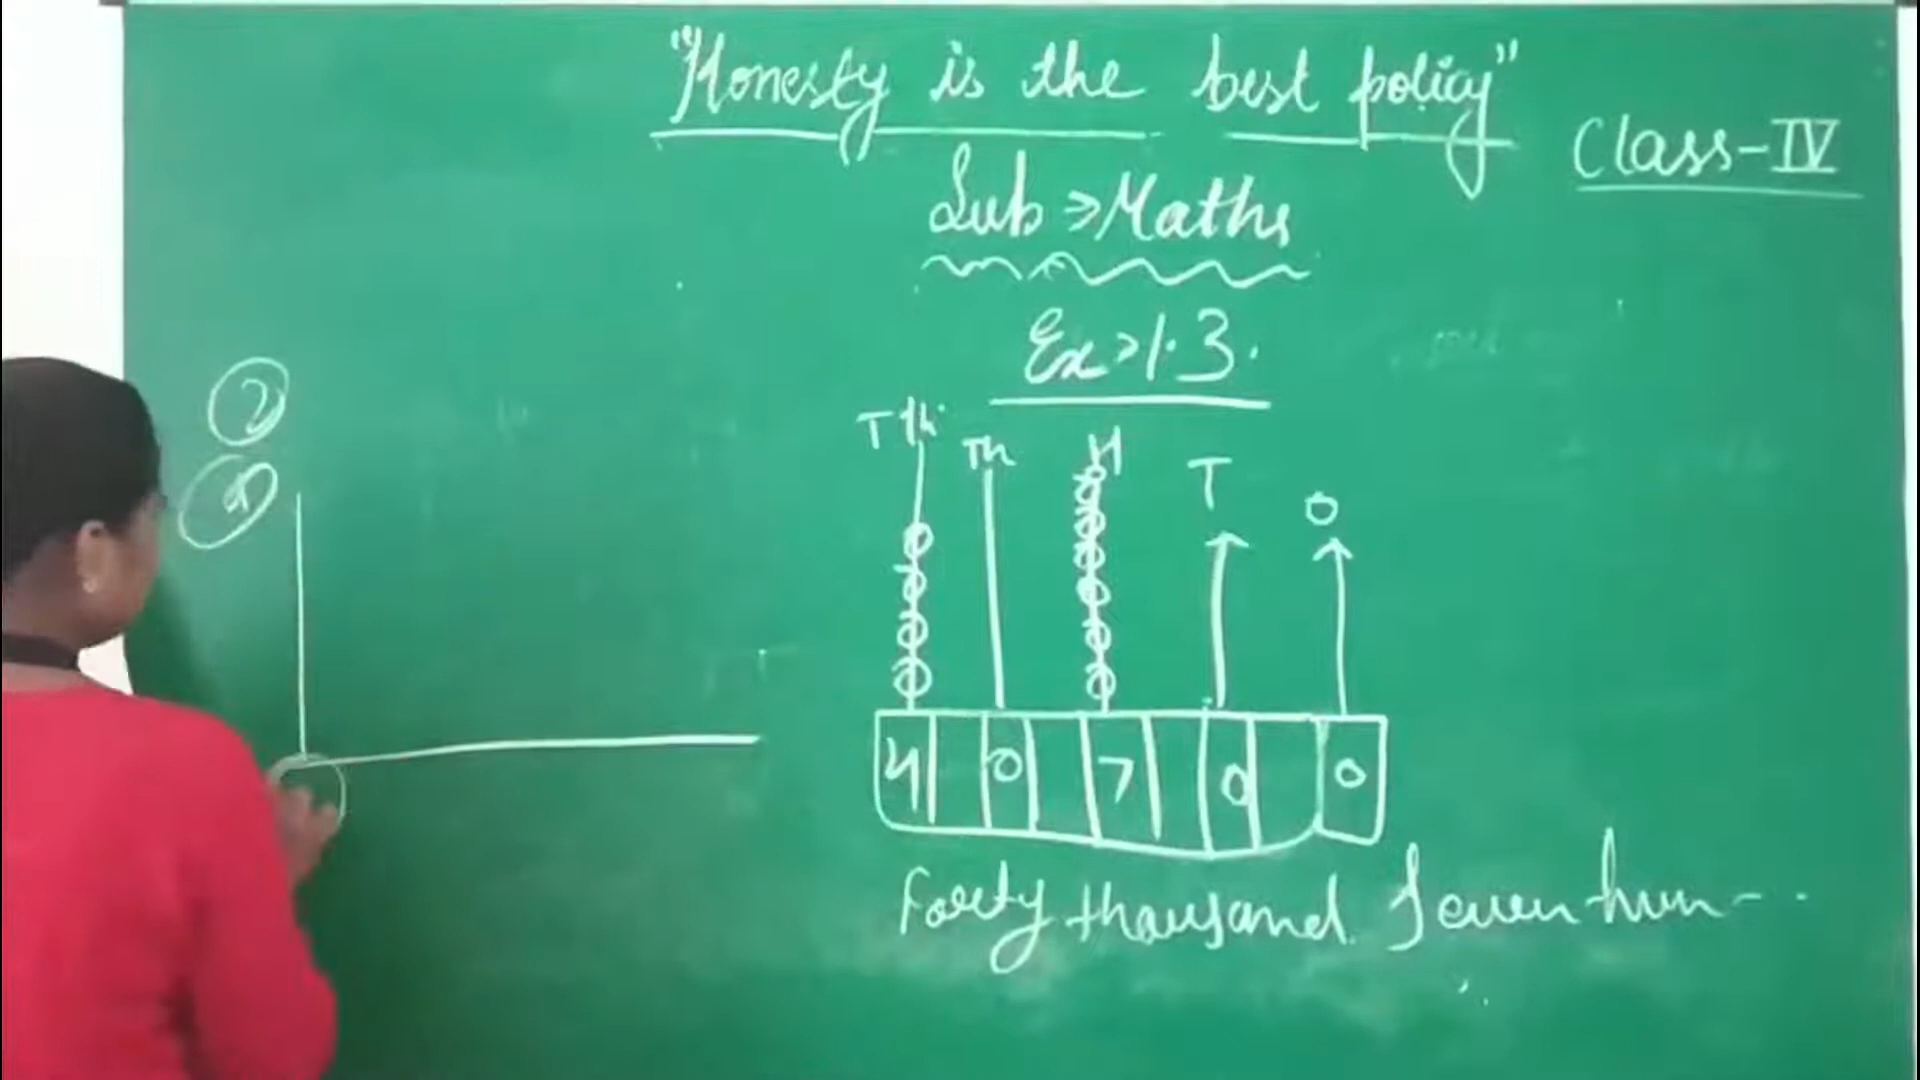 "Honesty is the best policy"
Class-IV
Sub → Maths
Ex > 1.3.
T th Th H T O
2
4 0 7 0 0
Forty thousand Seven hun- - -